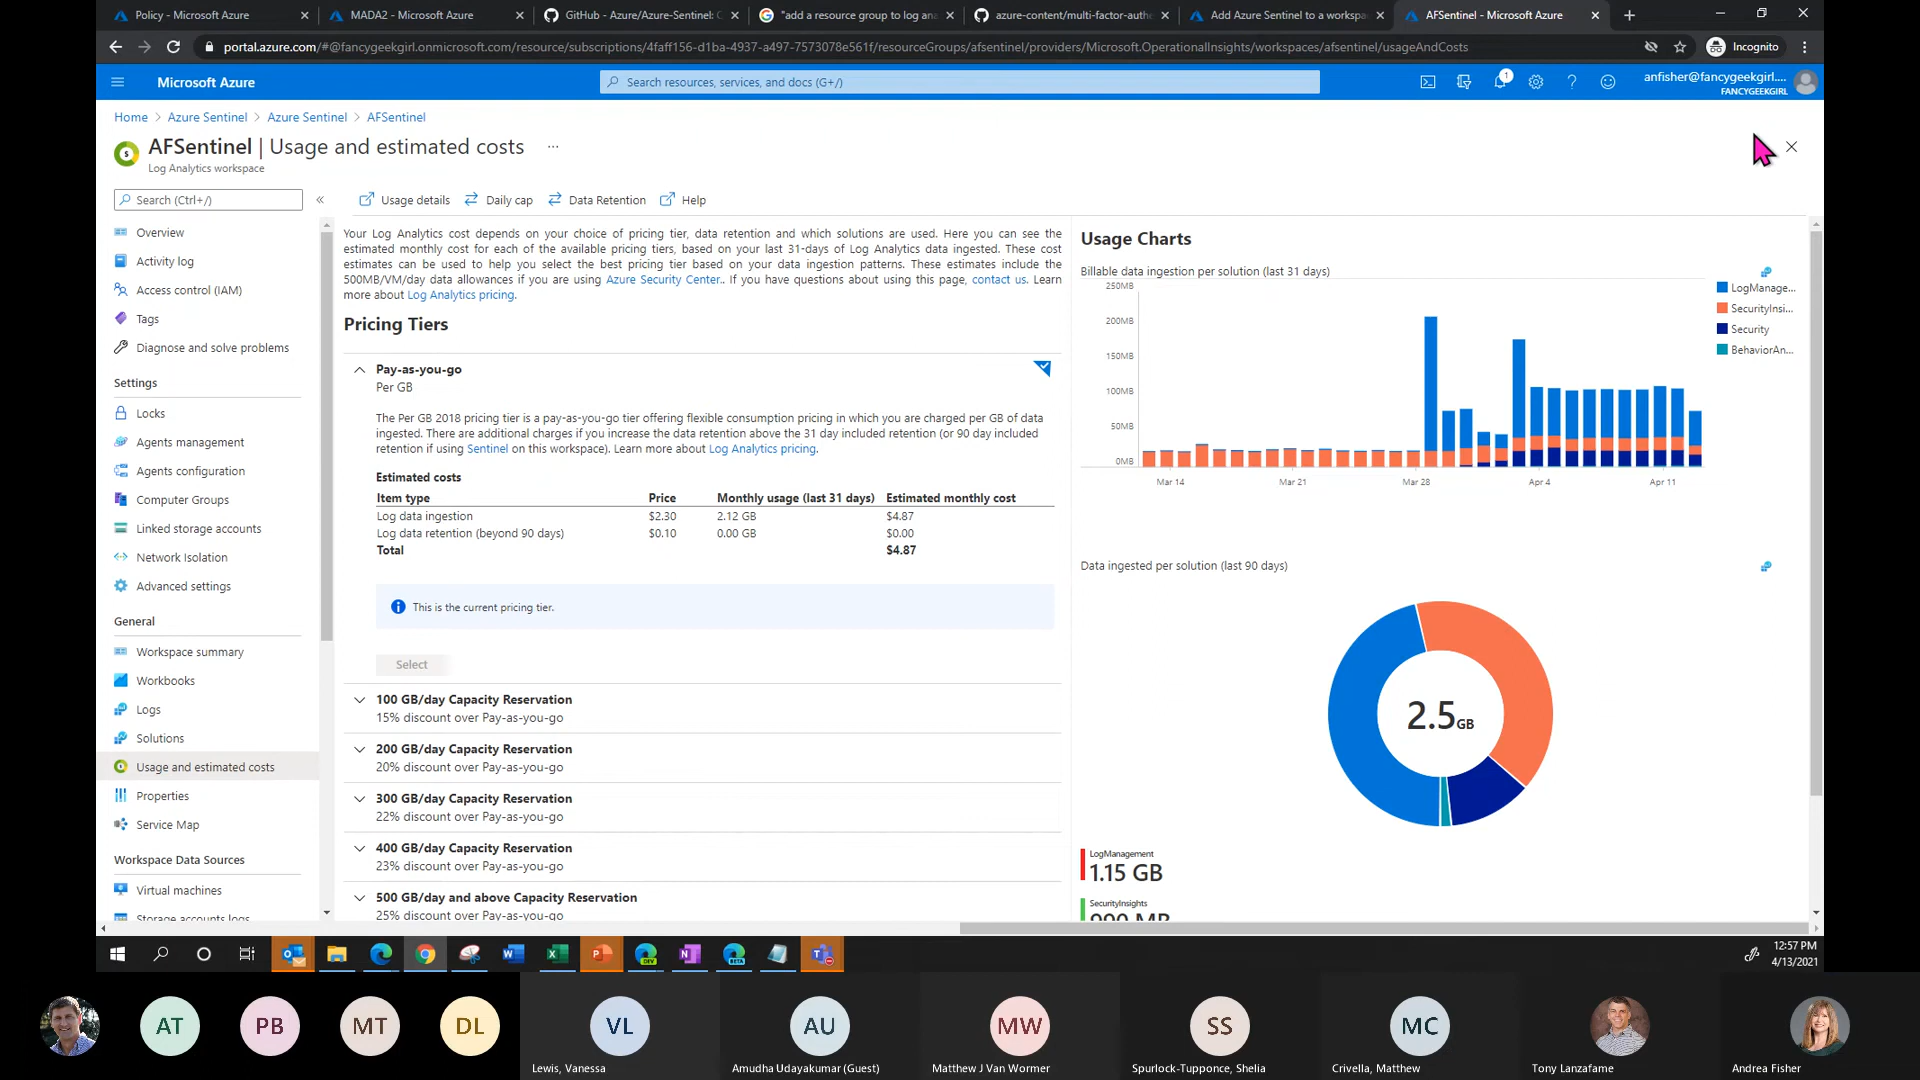 Policy - Microsoft Azure
MADA2 - Microsoft Azure
GitHub - Azure/Azure-Sentinel: C
"add a resource group to log ana
azure-content/multi-factor-authe
Add Azure Sentinel to a workspa
AFSentinel - Microsoft Azure
portal.azure.com/#@fancygeekgirl.onmicrosoft.com/resource/subscriptions/4faff156-d1ba-4937-a497-7573078e561f/resourceGroups/afsentinel/providers/Microsoft.OperationalInsights/workspaces/afsentinel/usageAndCosts
Incognito
Microsoft Azure
Search resources, services, and docs (G+/)
1
anfisher@fancygeekgirl....
FANCYGEEKGIRL
Home > Azure Sentinel > Azure Sentinel > AFSentinel
AFSentinel | Usage and estimated costs ...
Log Analytics workspace
Search (Ctrl+/)
«
Overview
Activity log
Access control (IAM)
Tags
Diagnose and solve problems
Settings
Locks
Agents management
Agents configuration
Computer Groups
Linked storage accounts
Network Isolation
Advanced settings
General
Workspace summary
Workbooks
Logs
Solutions
Usage and estimated costs
Properties
Service Map
Workspace Data Sources
Virtual machines
Storage accounts logs
Usage details
Daily cap
Data Retention
Help
Your Log Analytics cost depends on your choice of pricing tier, data retention and which solutions are used. Here you can see the
estimated monthly cost for each of the available pricing tiers, based on your last 31-days of Log Analytics data ingested. These cost
estimates can be used to help you select the best pricing tier based on your data ingestion patterns. These estimates include the
500MB/VM/day data allowances if you are using Azure Security Center.. If you have questions about using this page, contact us. Learn
more about Log Analytics pricing.
Pricing Tiers
Pay-as-you-go
Per GB
The Per GB 2018 pricing tier is a pay-as-you-go tier offering flexible consumption pricing in which you are charged per GB of data
ingested. There are additional charges if you increase the data retention above the 31 day included retention (or 90 day included
retention if using Sentinel on this workspace). Learn more about Log Analytics pricing.
Estimated costs
Item type Price Monthly usage (last 31 days) Estimated monthly cost
Log data ingestion $2.30 2.12 GB $4.87
Log data retention (beyond 90 days) $0.10 0.00 GB $0.00
Total $4.87
This is the current pricing tier.
Select
100 GB/day Capacity Reservation
15% discount over Pay-as-you-go
200 GB/day Capacity Reservation
20% discount over Pay-as-you-go
300 GB/day Capacity Reservation
22% discount over Pay-as-you-go
400 GB/day Capacity Reservation
23% discount over Pay-as-you-go
500 GB/day and above Capacity Reservation
25% discount over Pay-as-you-go
Usage Charts
Billable data ingestion per solution (last 31 days)
250MB
200MB
150MB
100MB
50MB
0MB
Mar 14
Mar 21
Mar 28
Apr 4
Apr 11
LogManage...
SecurityInsi...
Security
BehaviorAn...
Data ingested per solution (last 90 days)
2.5GB
LogManagement
1.15 GB
SecurityInsights
990 MB
12:57 PM
4/13/2021
AT
PB
MT
DL
VL
AU
MW
SS
MC
Lewis, Vanessa
Amudha Udayakumar (Guest)
Matthew J Van Wormer
Spurlock-Tupponce, Shelia
Crivella, Matthew
Tony Lanzafame
Andrea Fisher